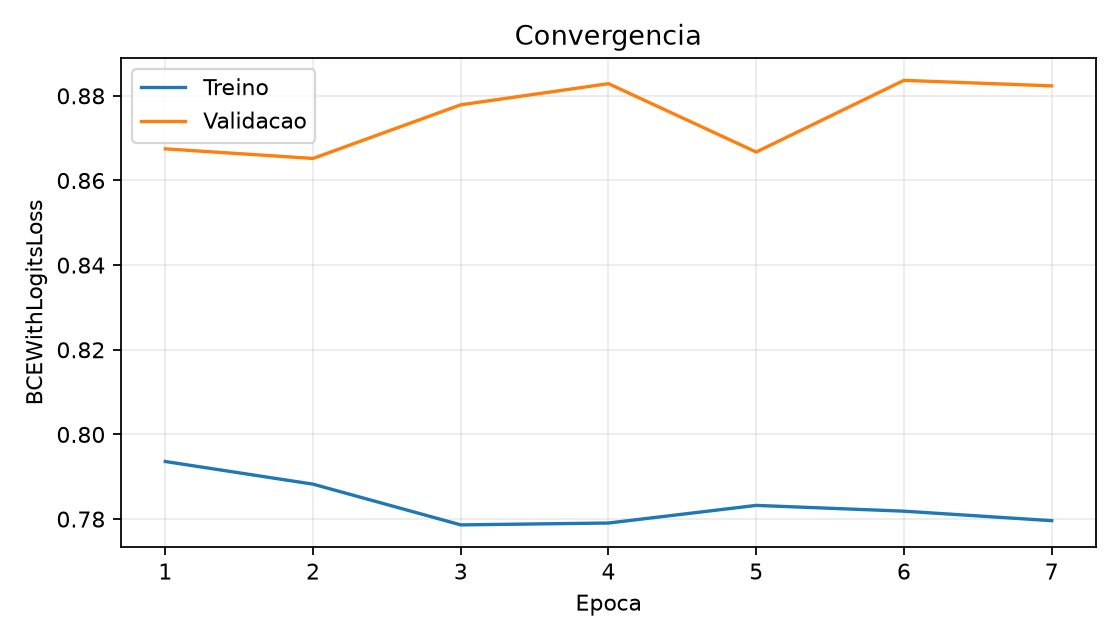 Convergencia
Treino
Validacao
BCEWithLogitsLoss
0.88
0.86
0.84
0.82
0.80
0.78
1 2 3 4 5 6 7
Epoca